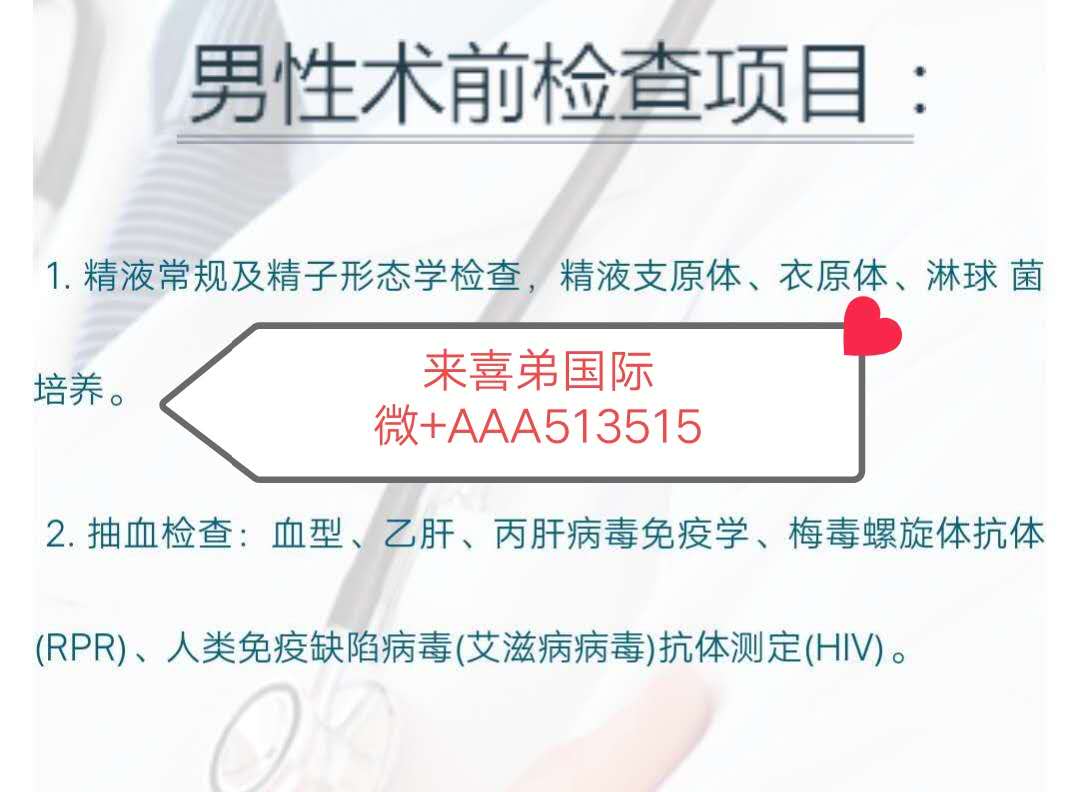 男性术前检查项目：
1. 精液常规及精子形态学检查，精液支原体、衣原体、淋球 菌
培养。
来喜弟国际
微+AAA513515
2. 抽血检查：血型、乙肝、丙肝病毒免疫学、梅毒螺旋体抗体
(RPR)、人类免疫缺陷病毒(艾滋病病毒)抗体测定(HIV)。